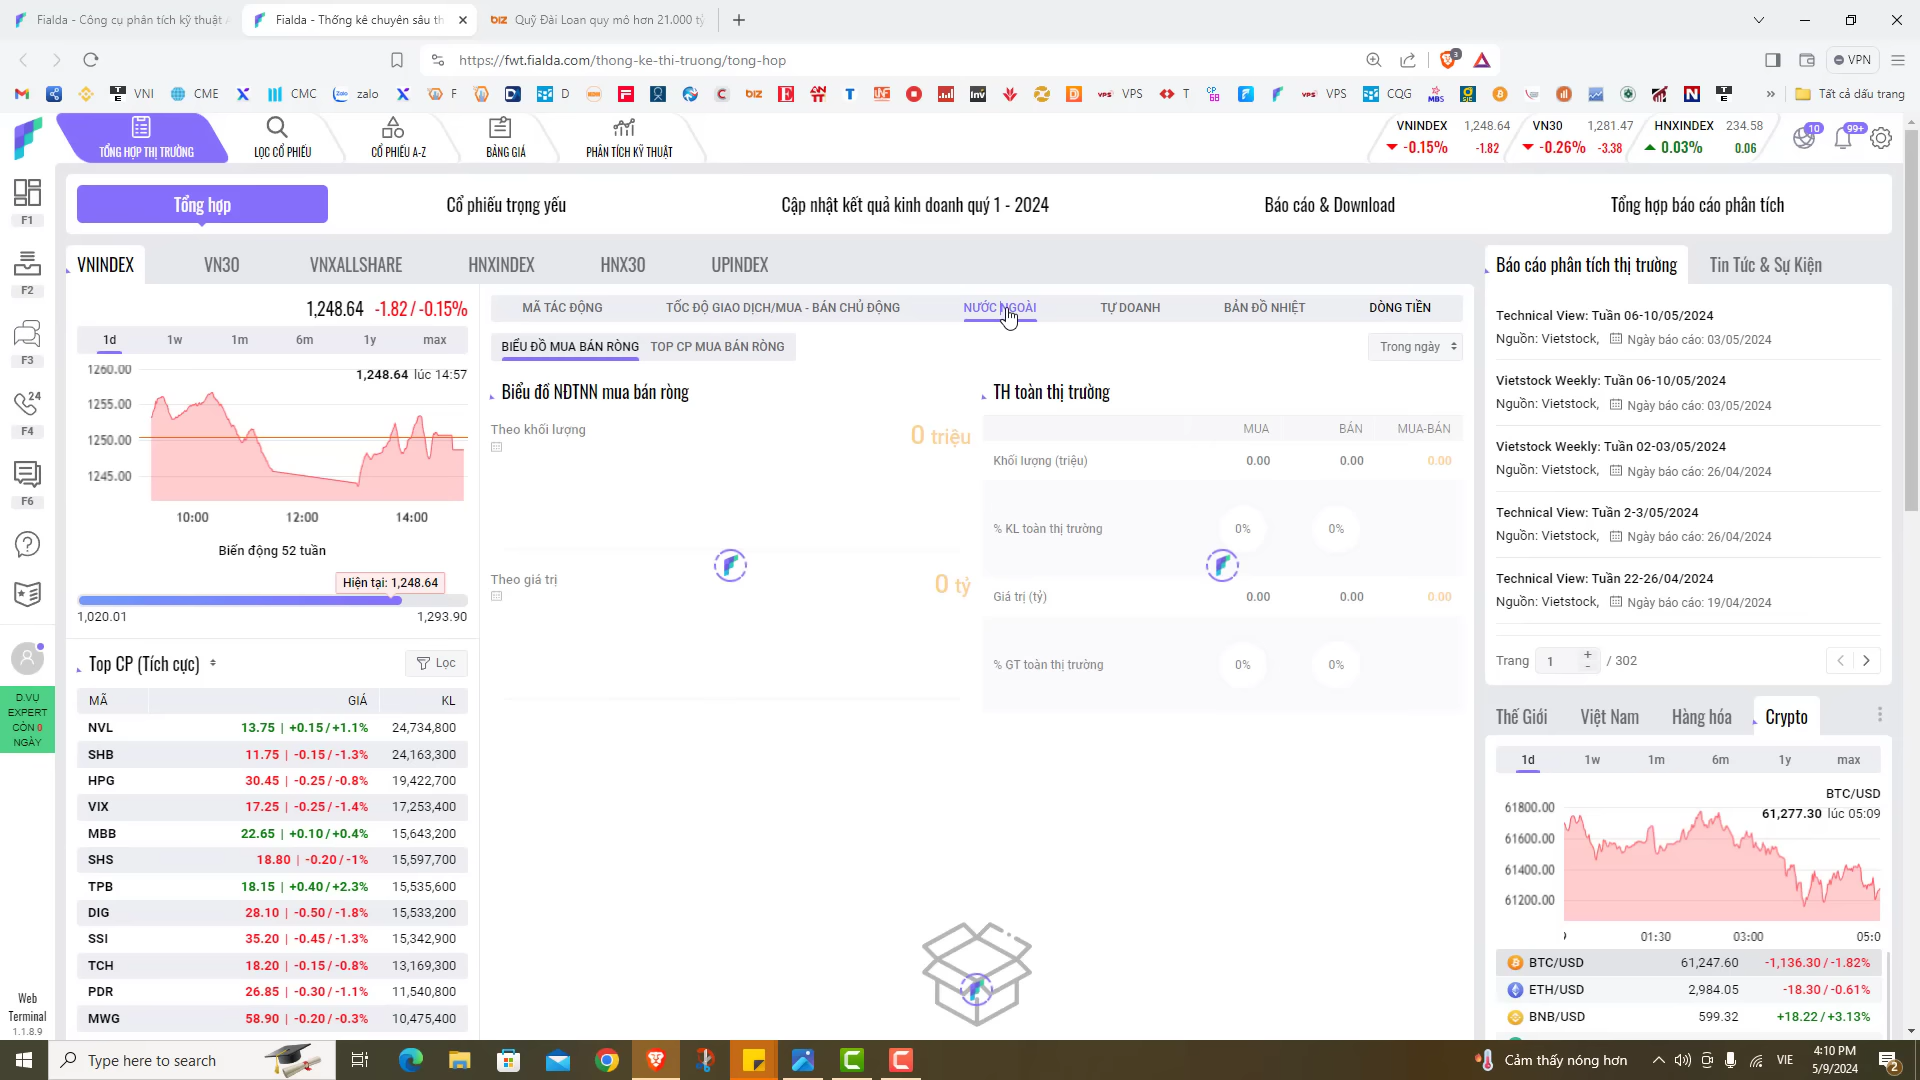 Fialda - Công cụ phân tích kỹ thuật
Fialda - Thống kê chuyên sâu th
Quỹ Đài Loan quy mô hơn 21.000 tỷ
https://fwt.fialda.com/thong-ke-thi-truong/tong-hop
VPN
VNI
CME
CMC
zalo
F
D
VPS
T
VPS
CQG
Tất cả dấu trang
TỔNG HỢP THỊ TRƯỜNG
LỌC CỔ PHIẾU
CỔ PHIẾU A-Z
BẢNG GIÁ
PHÂN TÍCH KỸ THUẬT
VNINDEX 1,248.64
-0.15% -1.82
VN30 1,281.47
-0.26% -3.38
HNXINDEX 234.58
0.03% 0.06
10
99+
Tổng hợp
Cổ phiếu trọng yếu
Cập nhật kết quả kinh doanh quý 1 - 2024
Báo cáo & Download
Tổng hợp báo cáo phân tích
F1
F2
F3
24
F4
F6
D.VỤ
EXPERT
CÒN 0
NGÀY
Web
Terminal
1.1.8.9
VNINDEX
VN30
VNXALLSHARE
HNXINDEX
HNX30
UPINDEX
1,248.64 -1.82 / -0.15%
1d 1w 1m 6m 1y max
1,248.64 lúc 14:57
1260.00
1255.00
1250.00
1245.00
10:00 12:00 14:00
Biến động 52 tuần
Hiện tại: 1,248.64
1,020.01 1,293.90
Top CP (Tích cực)
Lọc
MÃ GIÁ KL
NVL 13.75 | +0.15 / +1.1% 24,734,800
SHB 11.75 | -0.15 / -1.3% 24,163,300
HPG 30.45 | -0.25 / -0.8% 19,422,700
VIX 17.25 | -0.25 / -1.4% 17,253,400
MBB 22.65 | +0.10 / +0.4% 15,643,200
SHS 18.80 | -0.20 / -1% 15,597,700
TPB 18.15 | +0.40 / +2.3% 15,535,600
DIG 28.10 | -0.50 / -1.8% 15,533,200
SSI 35.20 | -0.45 / -1.3% 15,342,900
TCH 18.20 | -0.15 / -0.8% 13,169,300
PDR 26.85 | -0.30 / -1.1% 11,540,800
MWG 58.90 | -0.20 / -0.3% 10,475,400
MÃ TÁC ĐỘNG
TỐC ĐỘ GIAO DỊCH/MUA - BÁN CHỦ ĐỘNG
NƯỚC NGOÀI
TỰ DOANH
BẢN ĐỒ NHIỆT
DÒNG TIỀN
BIỂU ĐỒ MUA BÁN RÒNG
TOP CP MUA BÁN RÒNG
Trong ngày
Biểu đồ NĐTNN mua bán ròng
Theo khối lượng 0 triệu
Theo giá trị 0 tỷ
TH toàn thị trường
MUA BÁN MUA-BÁN
Khối lượng (triệu) 0.00 0.00 0.00
% KL toàn thị trường 0% 0%
Giá trị (tỷ) 0.00 0.00 0.00
% GT toàn thị trường 0% 0%
Báo cáo phân tích thị trường
Tin Tức & Sự Kiện
Technical View: Tuần 06-10/05/2024
Nguồn: Vietstock, Ngày báo cáo: 03/05/2024
Vietstock Weekly: Tuần 06-10/05/2024
Nguồn: Vietstock, Ngày báo cáo: 03/05/2024
Vietstock Weekly: Tuần 02-03/05/2024
Nguồn: Vietstock, Ngày báo cáo: 26/04/2024
Technical View: Tuần 2-3/05/2024
Nguồn: Vietstock, Ngày báo cáo: 26/04/2024
Technical View: Tuần 22-26/04/2024
Nguồn: Vietstock, Ngày báo cáo: 19/04/2024
Trang 1 / 302
Thế Giới
Việt Nam
Hàng hóa
Crypto
1d 1w 1m 6m 1y max
BTC/USD
61,277.30 lúc 05:09
61800.00
61600.00
61400.00
61200.00
01:30 03:00 05:0
BTC/USD 61,247.60 -1,136.30 / -1.82%
ETH/USD 2,984.05 -18.30 / -0.61%
BNB/USD 599.32 +18.22 / +3.13%
Type here to search
Cảm thấy nóng hơn
VIE
4:10 PM
5/9/2024
2